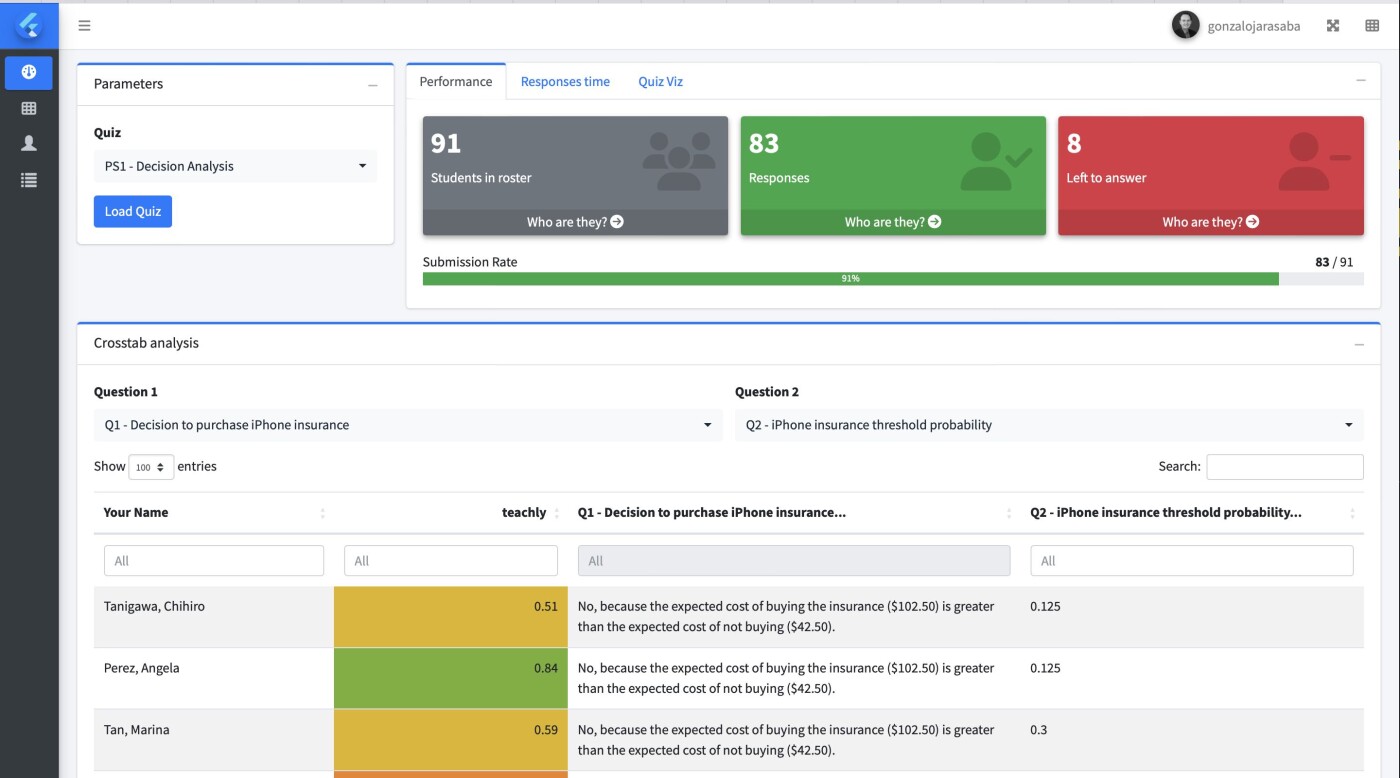 gonzalojarasaba
Parameters
Quiz
PS1 - Decision Analysis
Load Quiz
Performance
Responses time
Quiz Viz
91
Students in roster
Who are they?
83
Responses
Who are they?
8
Left to answer
Who are they?
Submission Rate
83 / 91
91%
Crosstab analysis
Question 1
Question 2
Q1 - Decision to purchase iPhone insurance
Q2 - iPhone insurance threshold probability
Show 100 entries
Search:
Your Name
teachly
Q1 - Decision to purchase iPhone insurance...
Q2 - iPhone insurance threshold probability...
All
All
All
All
Tanigawa, Chihiro
0.51
No, because the expected cost of buying the insurance ($102.50) is greater
than the expected cost of not buying ($42.50).
0.125
Perez, Angela
0.84
No, because the expected cost of buying the insurance ($102.50) is greater
than the expected cost of not buying ($42.50).
0.125
Tan, Marina
0.59
No, because the expected cost of buying the insurance ($102.50) is greater
than the expected cost of not buying ($42.50).
0.3